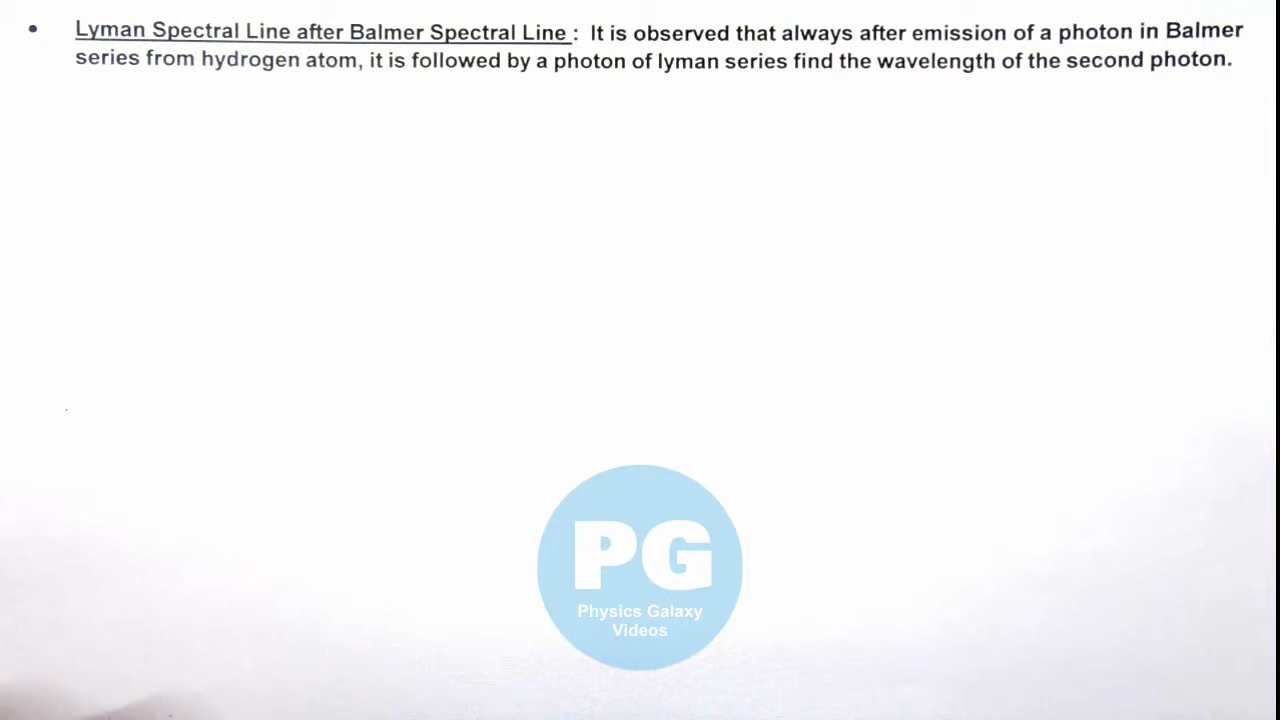 • Lyman Spectral Line after Balmer Spectral Line : It is observed that always after emission of a photon in Balmer
series from hydrogen atom, it is followed by a photon of lyman series find the wavelength of the second photon.
PG
Physics Galaxy
Videos